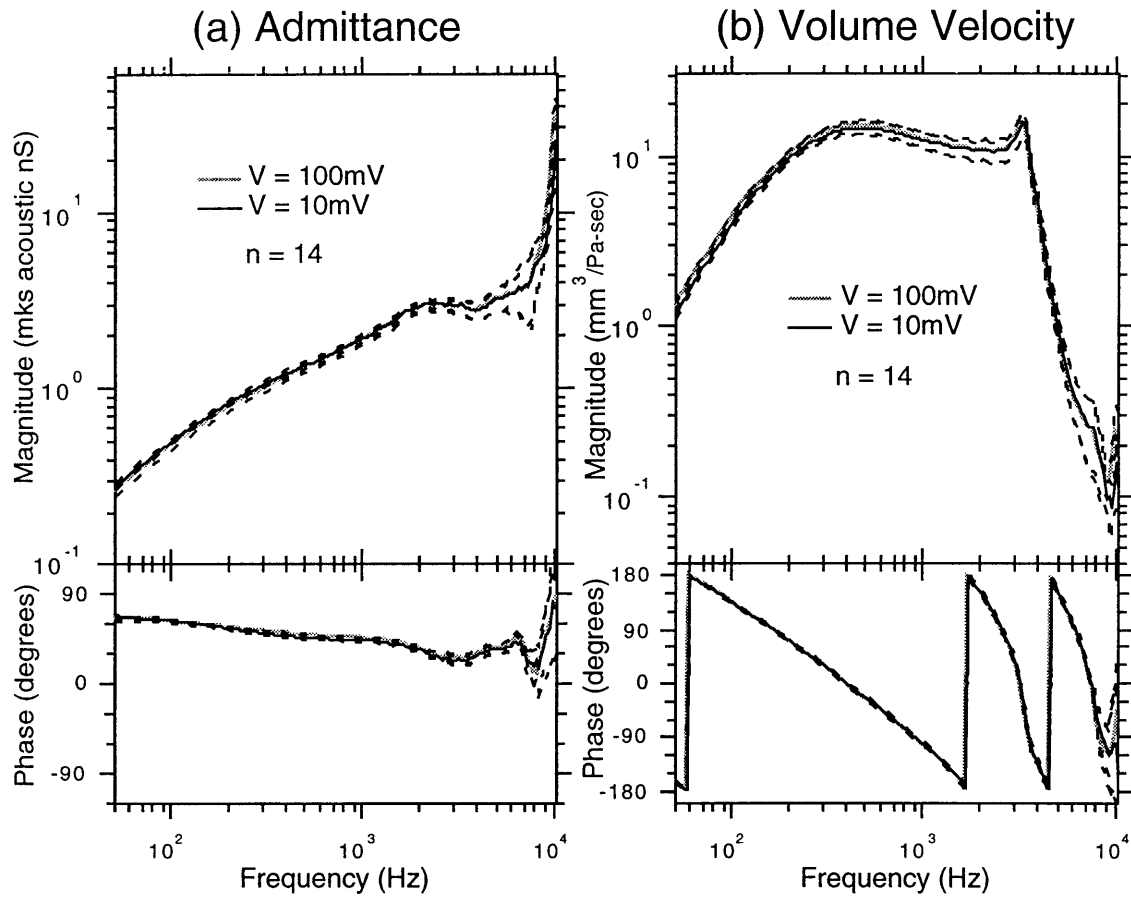 (a) Admittance
Magnitude (mks acoustic nS)
10¹
10⁰
10⁻¹
V = 100mV
V = 10mV
n = 14
Phase (degrees)
90
0
-90
10²
10³
10⁴
Frequency (Hz)
(b) Volume Velocity
Magnitude (mm³/Pa-sec)
10¹
10⁰
10⁻¹
V = 100mV
V = 10mV
n = 14
Phase (degrees)
180
90
0
-90
-180
10²
10³
10⁴
Frequency (Hz)